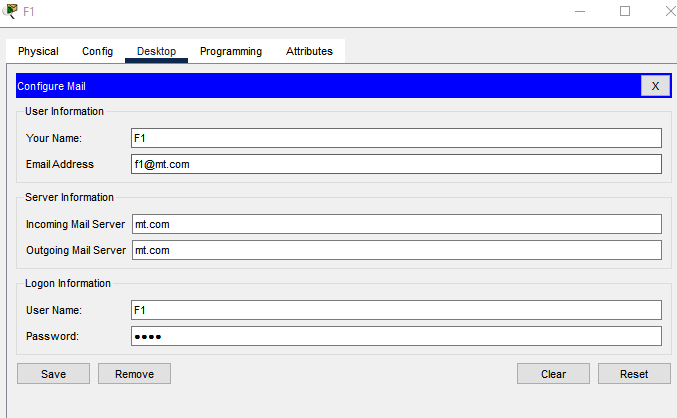 F1
Physical Config Desktop Programming Attributes
Configure Mail X
User Information
Your Name: F1
Email Address f1@mt.com
Server Information
Incoming Mail Server mt.com
Outgoing Mail Server mt.com
Logon Information
User Name: F1
Password: ●●●●
Save Remove Clear Reset